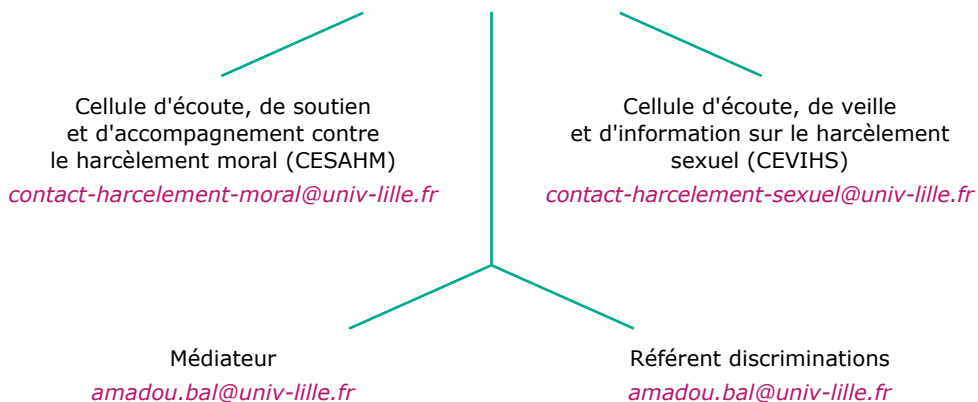 Cellule d'écoute, de soutien
et d'accompagnement contre
le harcèlement moral (CESAHM)
contact-harcelement-moral@univ-lille.fr
Cellule d'écoute, de veille
et d'information sur le harcèlement
sexuel (CEVIHS)
contact-harcelement-sexuel@univ-lille.fr
Médiateur
amadou.bal@univ-lille.fr
Référent discriminations
amadou.bal@univ-lille.fr